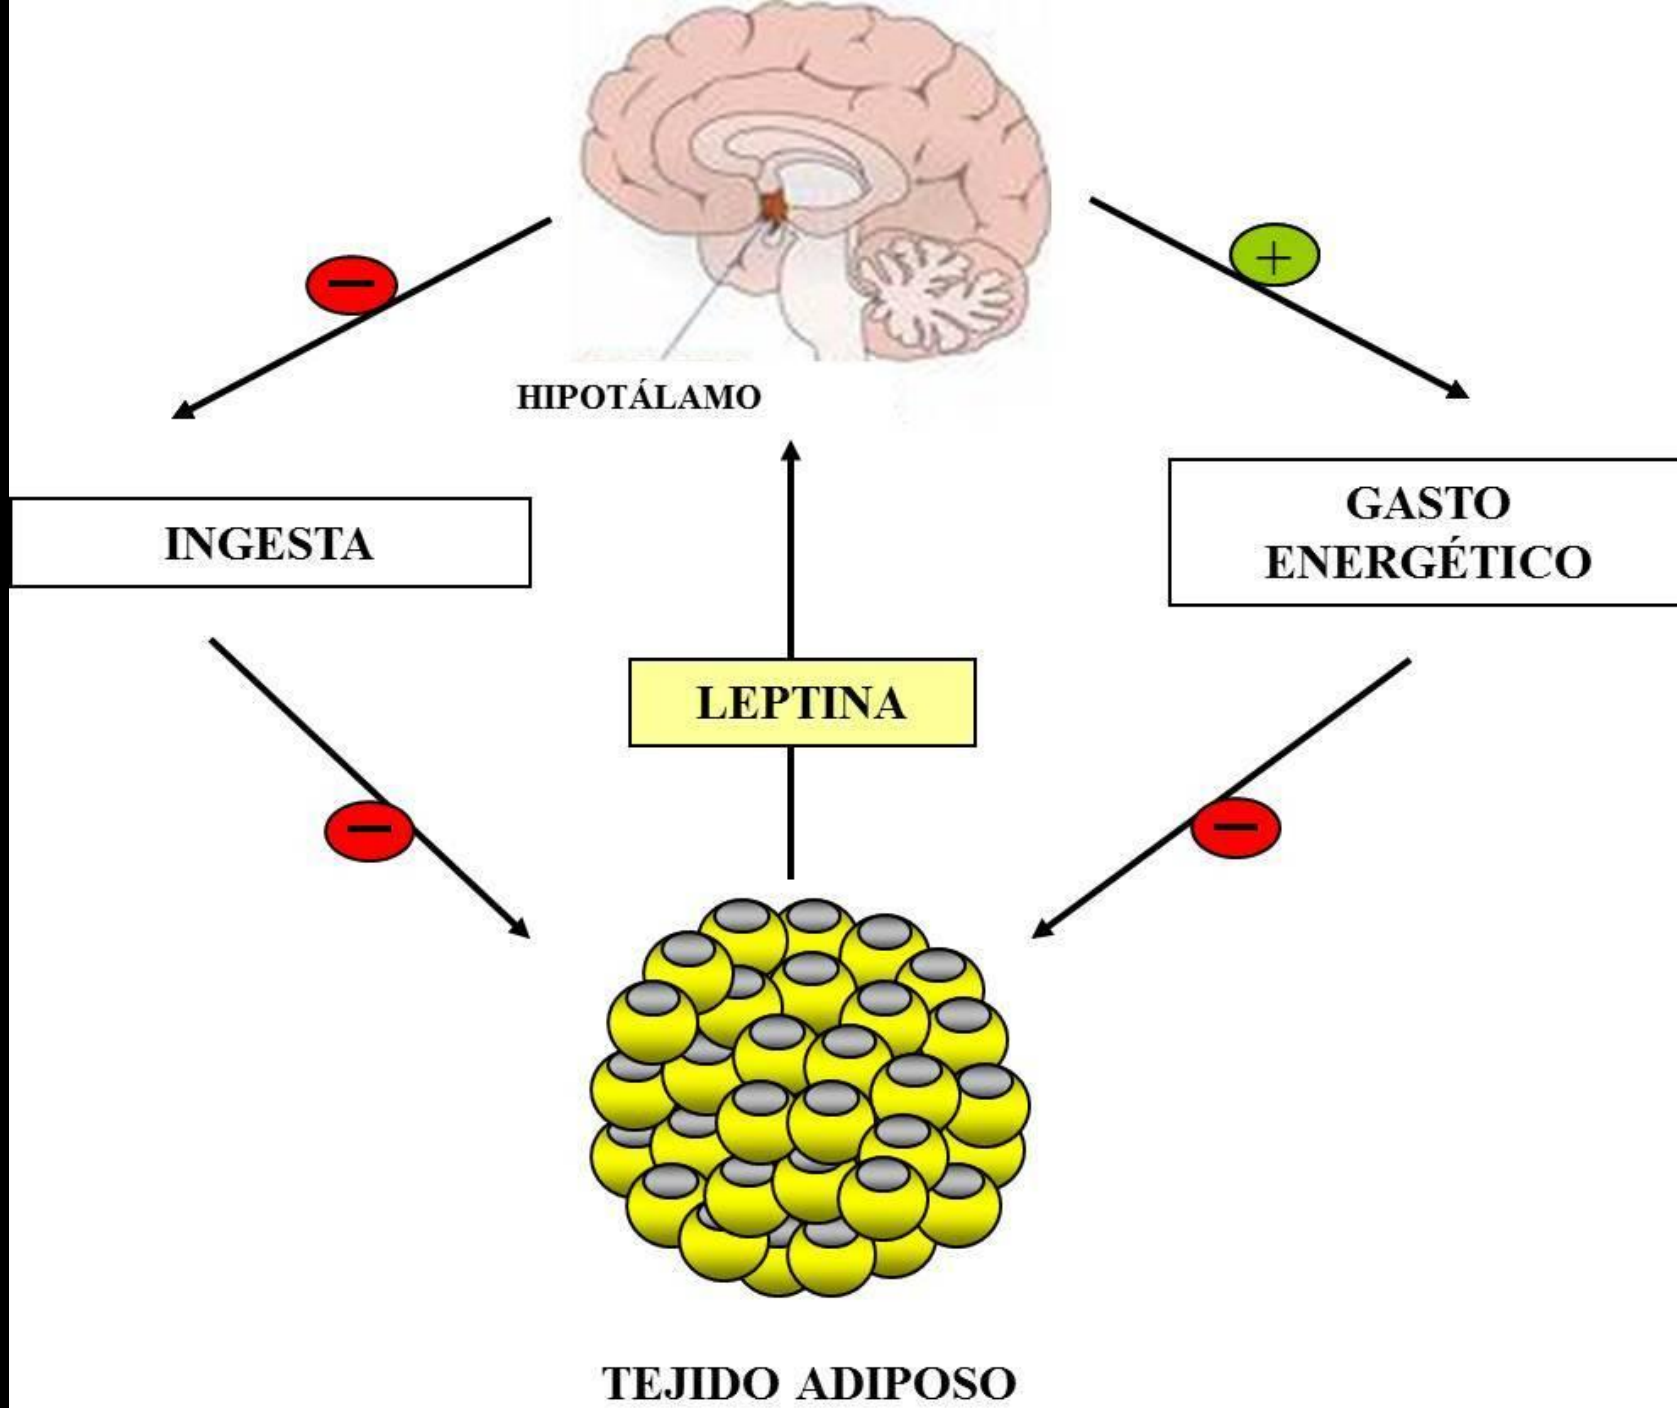 HIPOTÁLAMO
INGESTA
GASTO
ENERGÉTICO
LEPTINA
TEJIDO ADIPOSO